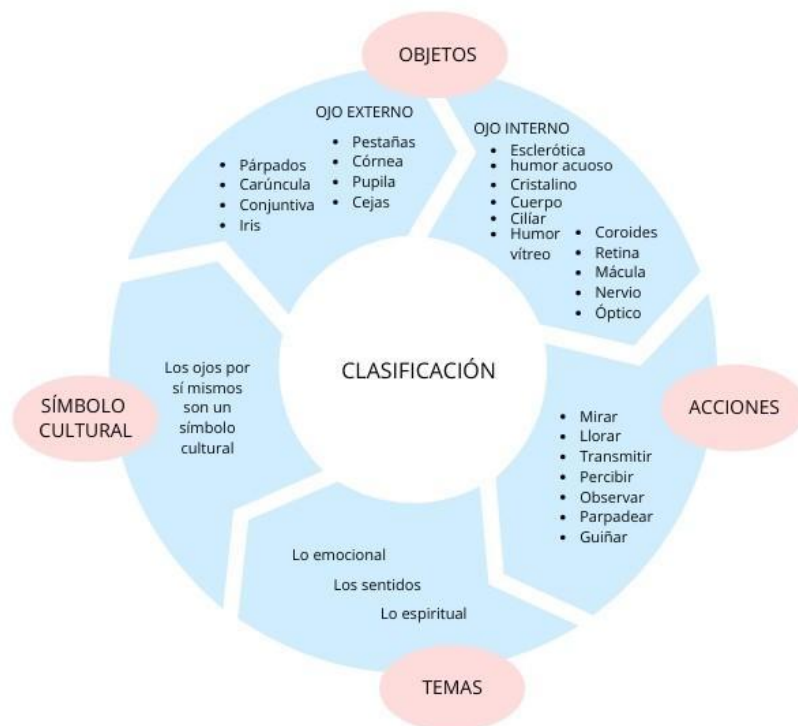 OBJETOS
OJO EXTERNO
• Párpados
• Carúncula
• Conjuntiva
• Iris
• Pestañas
• Córnea
• Pupila
• Cejas
OJO INTERNO
• Esclerótica
• humor acuoso
• Cristalino
• Cuerpo
• Cilíar
• Humor
vítreo
• Coroides
• Retina
• Mácula
• Nervio
• Óptico
CLASIFICACIÓN
ACCIONES
• Mirar
• Llorar
• Transmitir
• Percibir
• Observar
• Parpadear
• Guiñar
TEMAS
Lo emocional
Los sentidos
Lo espiritual
SÍMBOLO
CULTURAL
Los ojos por
sí mismos
son un
símbolo
cultural